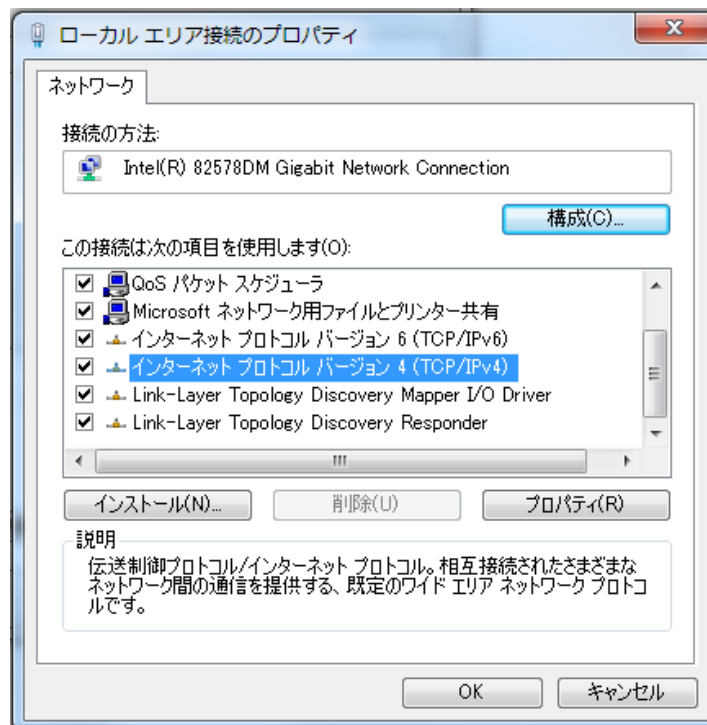 ローカル エリア接続のプロパティ
ネットワーク
接続の方法:
Intel(R) 82578DM Gigabit Network Connection
構成(C)...
この接続は次の項目を使用します(O):
QoS パケット スケジューラ
Microsoft ネットワーク用ファイルとプリンター共有
インターネット プロトコル バージョン 6 (TCP/IPv6)
インターネット プロトコル バージョン 4 (TCP/IPv4)
Link-Layer Topology Discovery Mapper I/O Driver
Link-Layer Topology Discovery Responder
インストール(N)...
削除(U)
プロパティ(R)
説明
伝送制御プロトコル/インターネット プロトコル。相互接続されたさまざまな
ネットワーク間の通信を提供する、既定のワイド エリア ネットワーク プロトコ
ルです。
OK
キャンセル